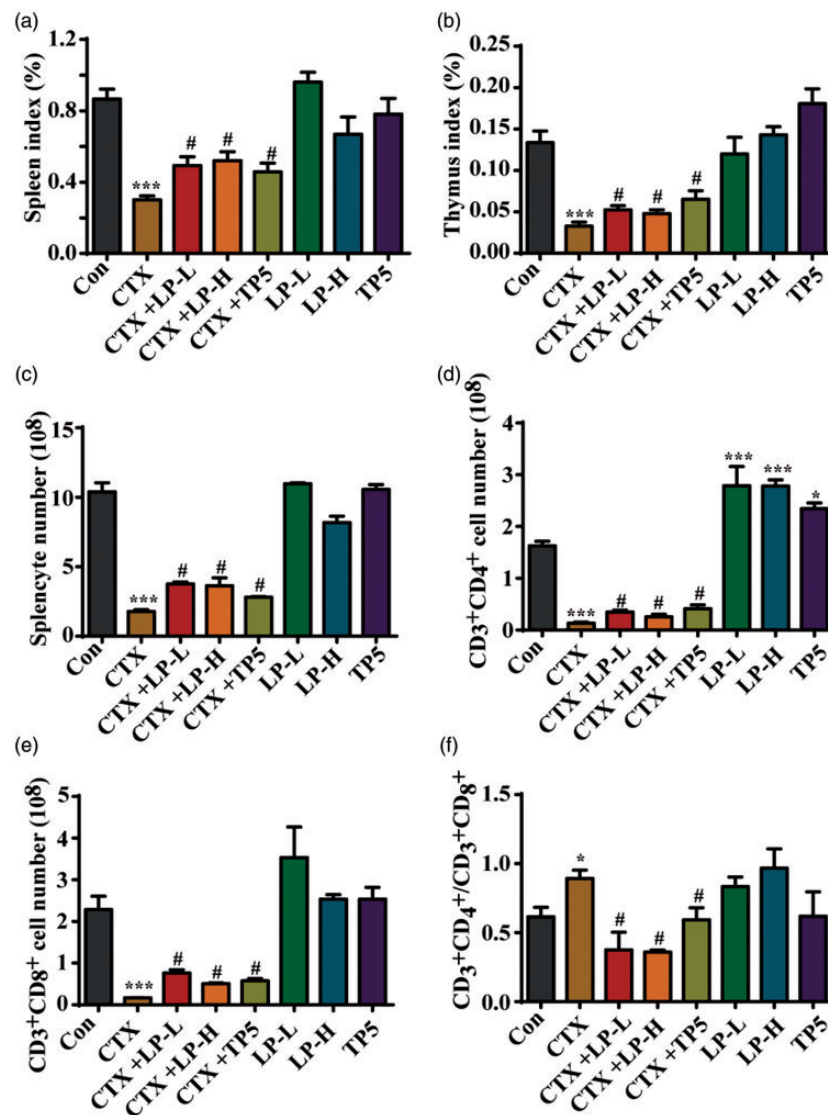 (a)
Spleen index (%)
1.2
0.8
0.4
0.0
***
#
#
#
Con
CTX
CTX +LP-L
CTX +LP-H
CTX +TP5
LP-L
LP-H
TP5
(b)
Thymus index (%)
0.25
0.20
0.15
0.10
0.05
0.00
***
#
#
#
Con
CTX
CTX +LP-L
CTX +LP-H
CTX +TP5
LP-L
LP-H
TP5
(c)
Splencyte number (10⁸)
15
10
5
0
***
#
#
#
Con
CTX
CTX +LP-L
CTX +LP-H
CTX +TP5
LP-L
LP-H
TP5
(d)
CD₃⁺CD₄⁺ cell number (10⁸)
4
3
2
1
0
***
#
#
#
***
***
*
Con
CTX
CTX +LP-L
CTX +LP-H
CTX +TP5
LP-L
LP-H
TP5
(e)
CD₃⁺CD₈⁺ cell number (10⁸)
5
4
3
2
1
0
***
#
#
#
Con
CTX
CTX +LP-L
CTX +LP-H
CTX +TP5
LP-L
LP-H
TP5
(f)
CD₃⁺CD₄⁺/CD₃⁺CD₈⁺
1.5
1.0
0.5
0.0
*
#
#
#
Con
CTX
CTX +LP-L
CTX +LP-H
CTX +TP5
LP-L
LP-H
TP5